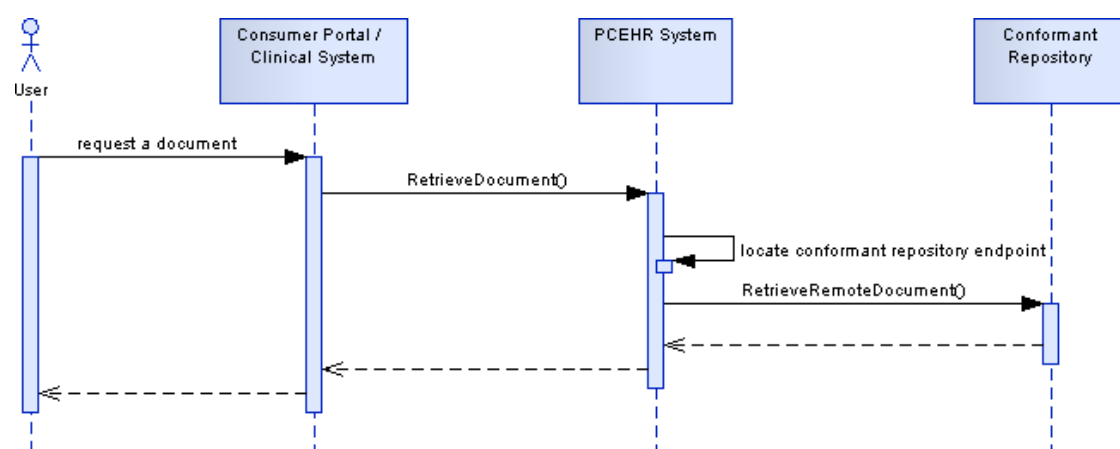 Consumer Portal /
Clinical System
PCEHR System
Conformant
Repository
User
request a document
RetrieveDocument()
locate conformant repository endpoint
RetrieveRemoteDocument()